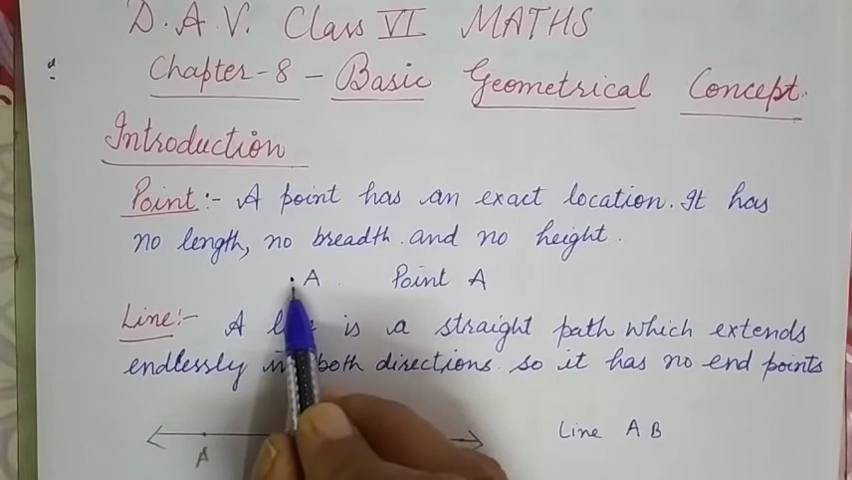 D. A. V. Class VI MATHS
Chapter-8 - Basic Geometrical Concept.
Introduction
Point :- A point has an exact location. It has
no length, no breadth and no height.
A Point A
Line :- A is a straight path which extends
endlessly both directions so it has no end points
A Line A B